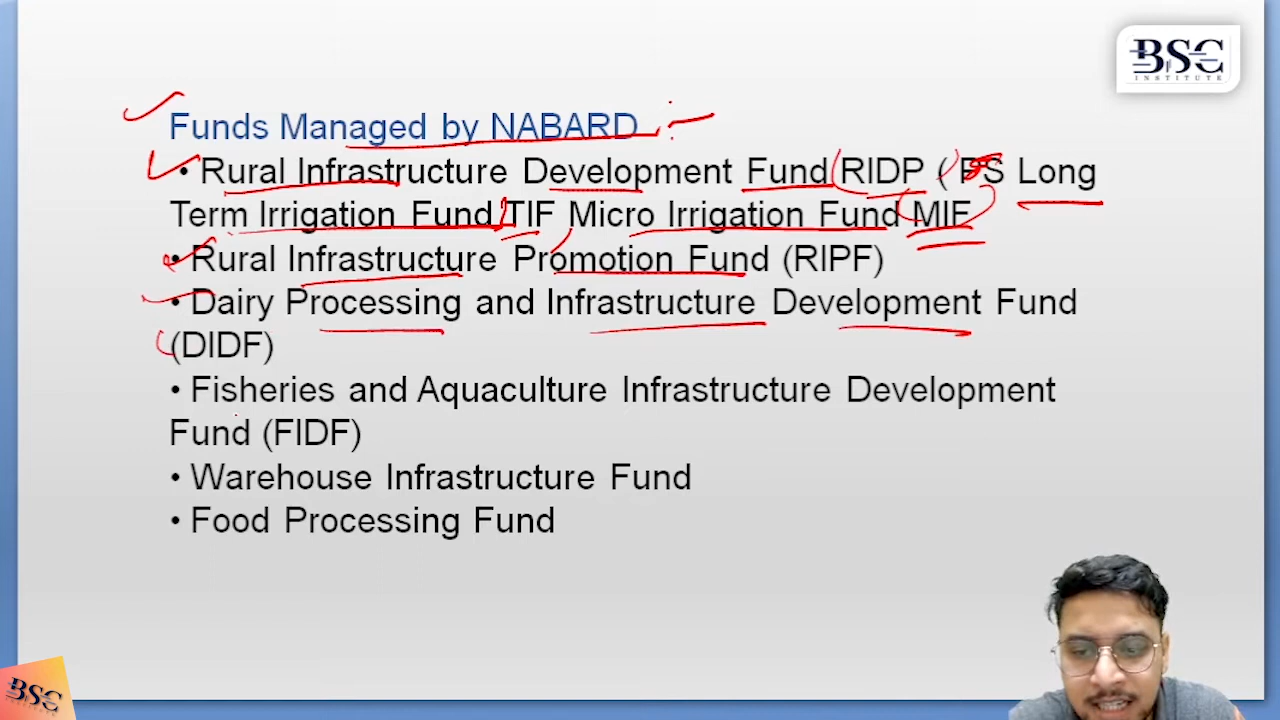 BSC
INSTITUTE
Funds Managed by NABARD
• Rural Infrastructure Development Fund RIDP ( PS Long
Term Irrigation Fund TIF Micro Irrigation Fund MIF
• Rural Infrastructure Promotion Fund (RIPF)
• Dairy Processing and Infrastructure Development Fund
(DIDF)
• Fisheries and Aquaculture Infrastructure Development
Fund (FIDF)
• Warehouse Infrastructure Fund
• Food Processing Fund
BSC